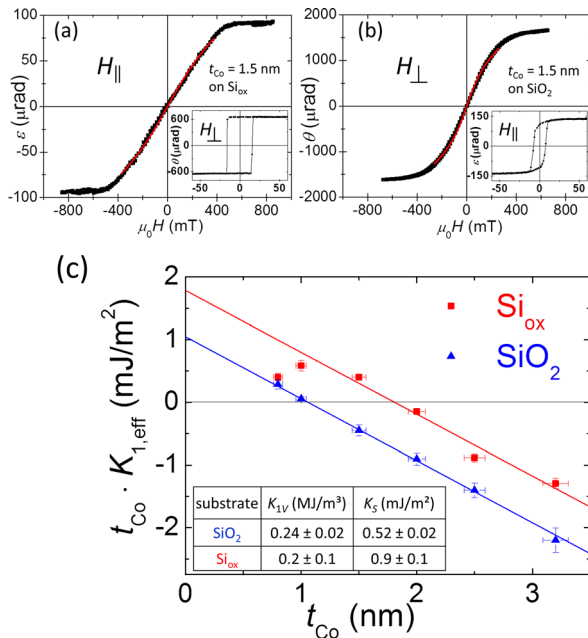 (a)
H∥
t_Co = 1.5 nm
on Si_ox
ε (μrad)
100
50
0
-50
-100
-800 -400 0 400 800
μ₀H (mT)
H⊥
θ (μrad)
600
0
-600
-50 0 50
(b)
H⊥
t_Co = 1.5 nm
on SiO₂
θ (μrad)
2000
1000
0
-1000
-2000
-800 -400 0 400 800
μ₀H (mT)
H∥
ε (μrad)
150
0
-150
-50 0 50
(c)
Si_ox
SiO₂
t_Co · K_1,eff (mJ/m²)
2
1
0
-1
-2
substrate K_1V (MJ/m³) K_S (mJ/m²)
SiO₂ 0.24 ± 0.02 0.52 ± 0.02
Si_ox 0.2 ± 0.1 0.9 ± 0.1
0 1 2 3
t_Co (nm)